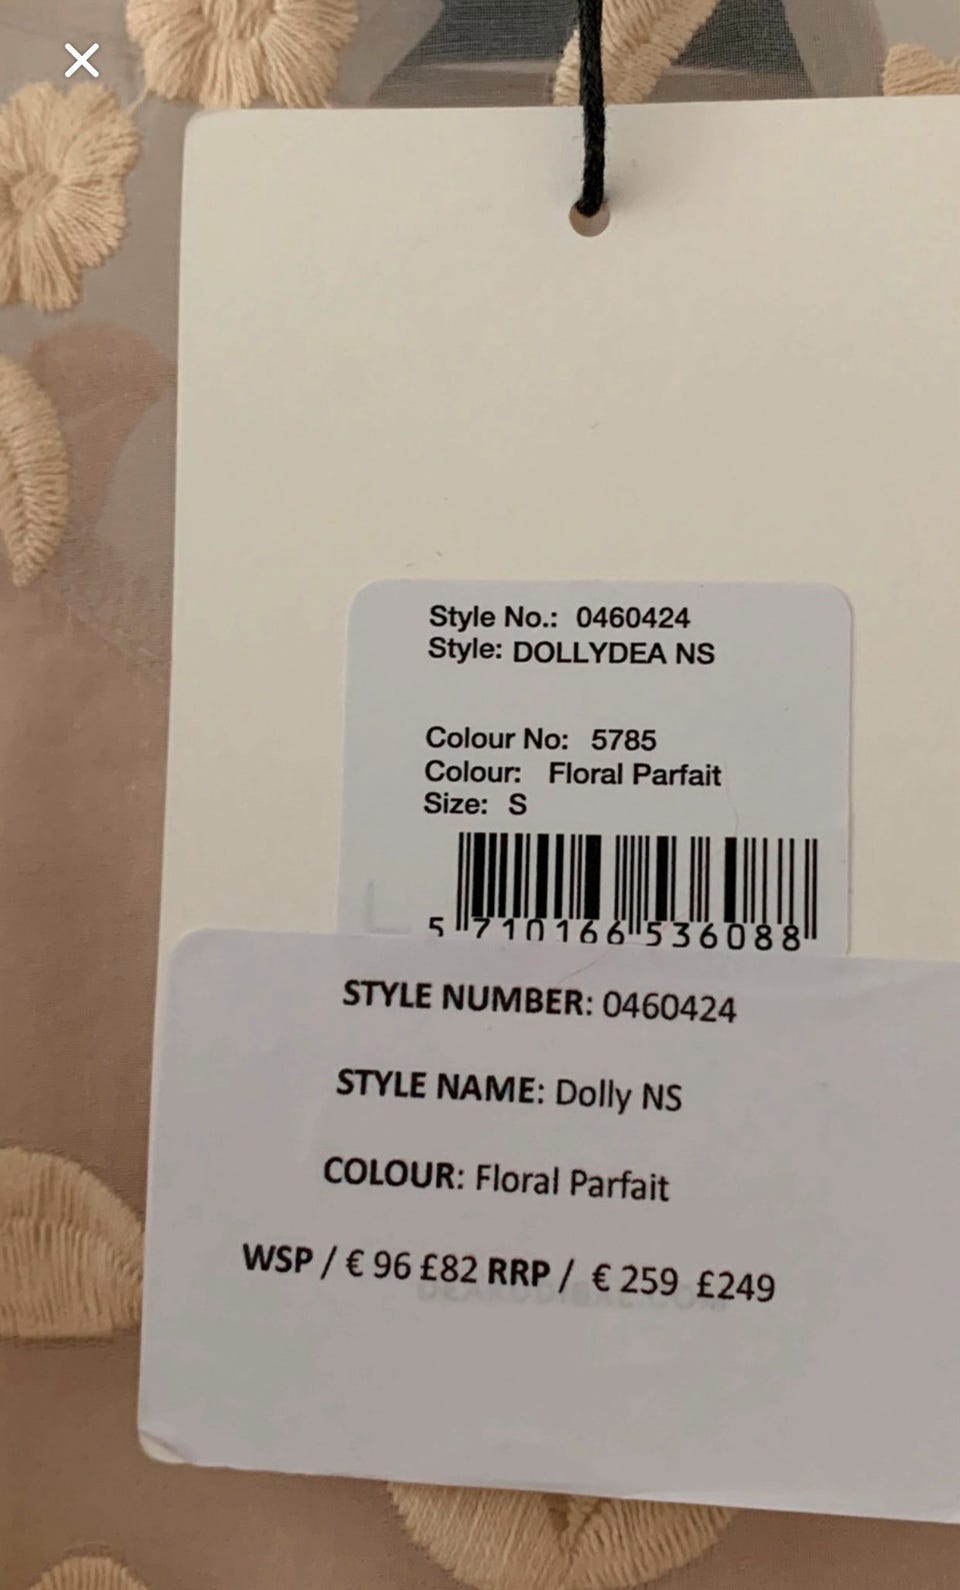 Style No.: 0460424
Style: DOLLYDEA NS
Colour No: 5785
Colour: Floral Parfait
Size: S
5 710166 536088
STYLE NUMBER: 0460424
STYLE NAME: Dolly NS
COLOUR: Floral Parfait
WSP / € 96 £82 RRP / € 259 £249